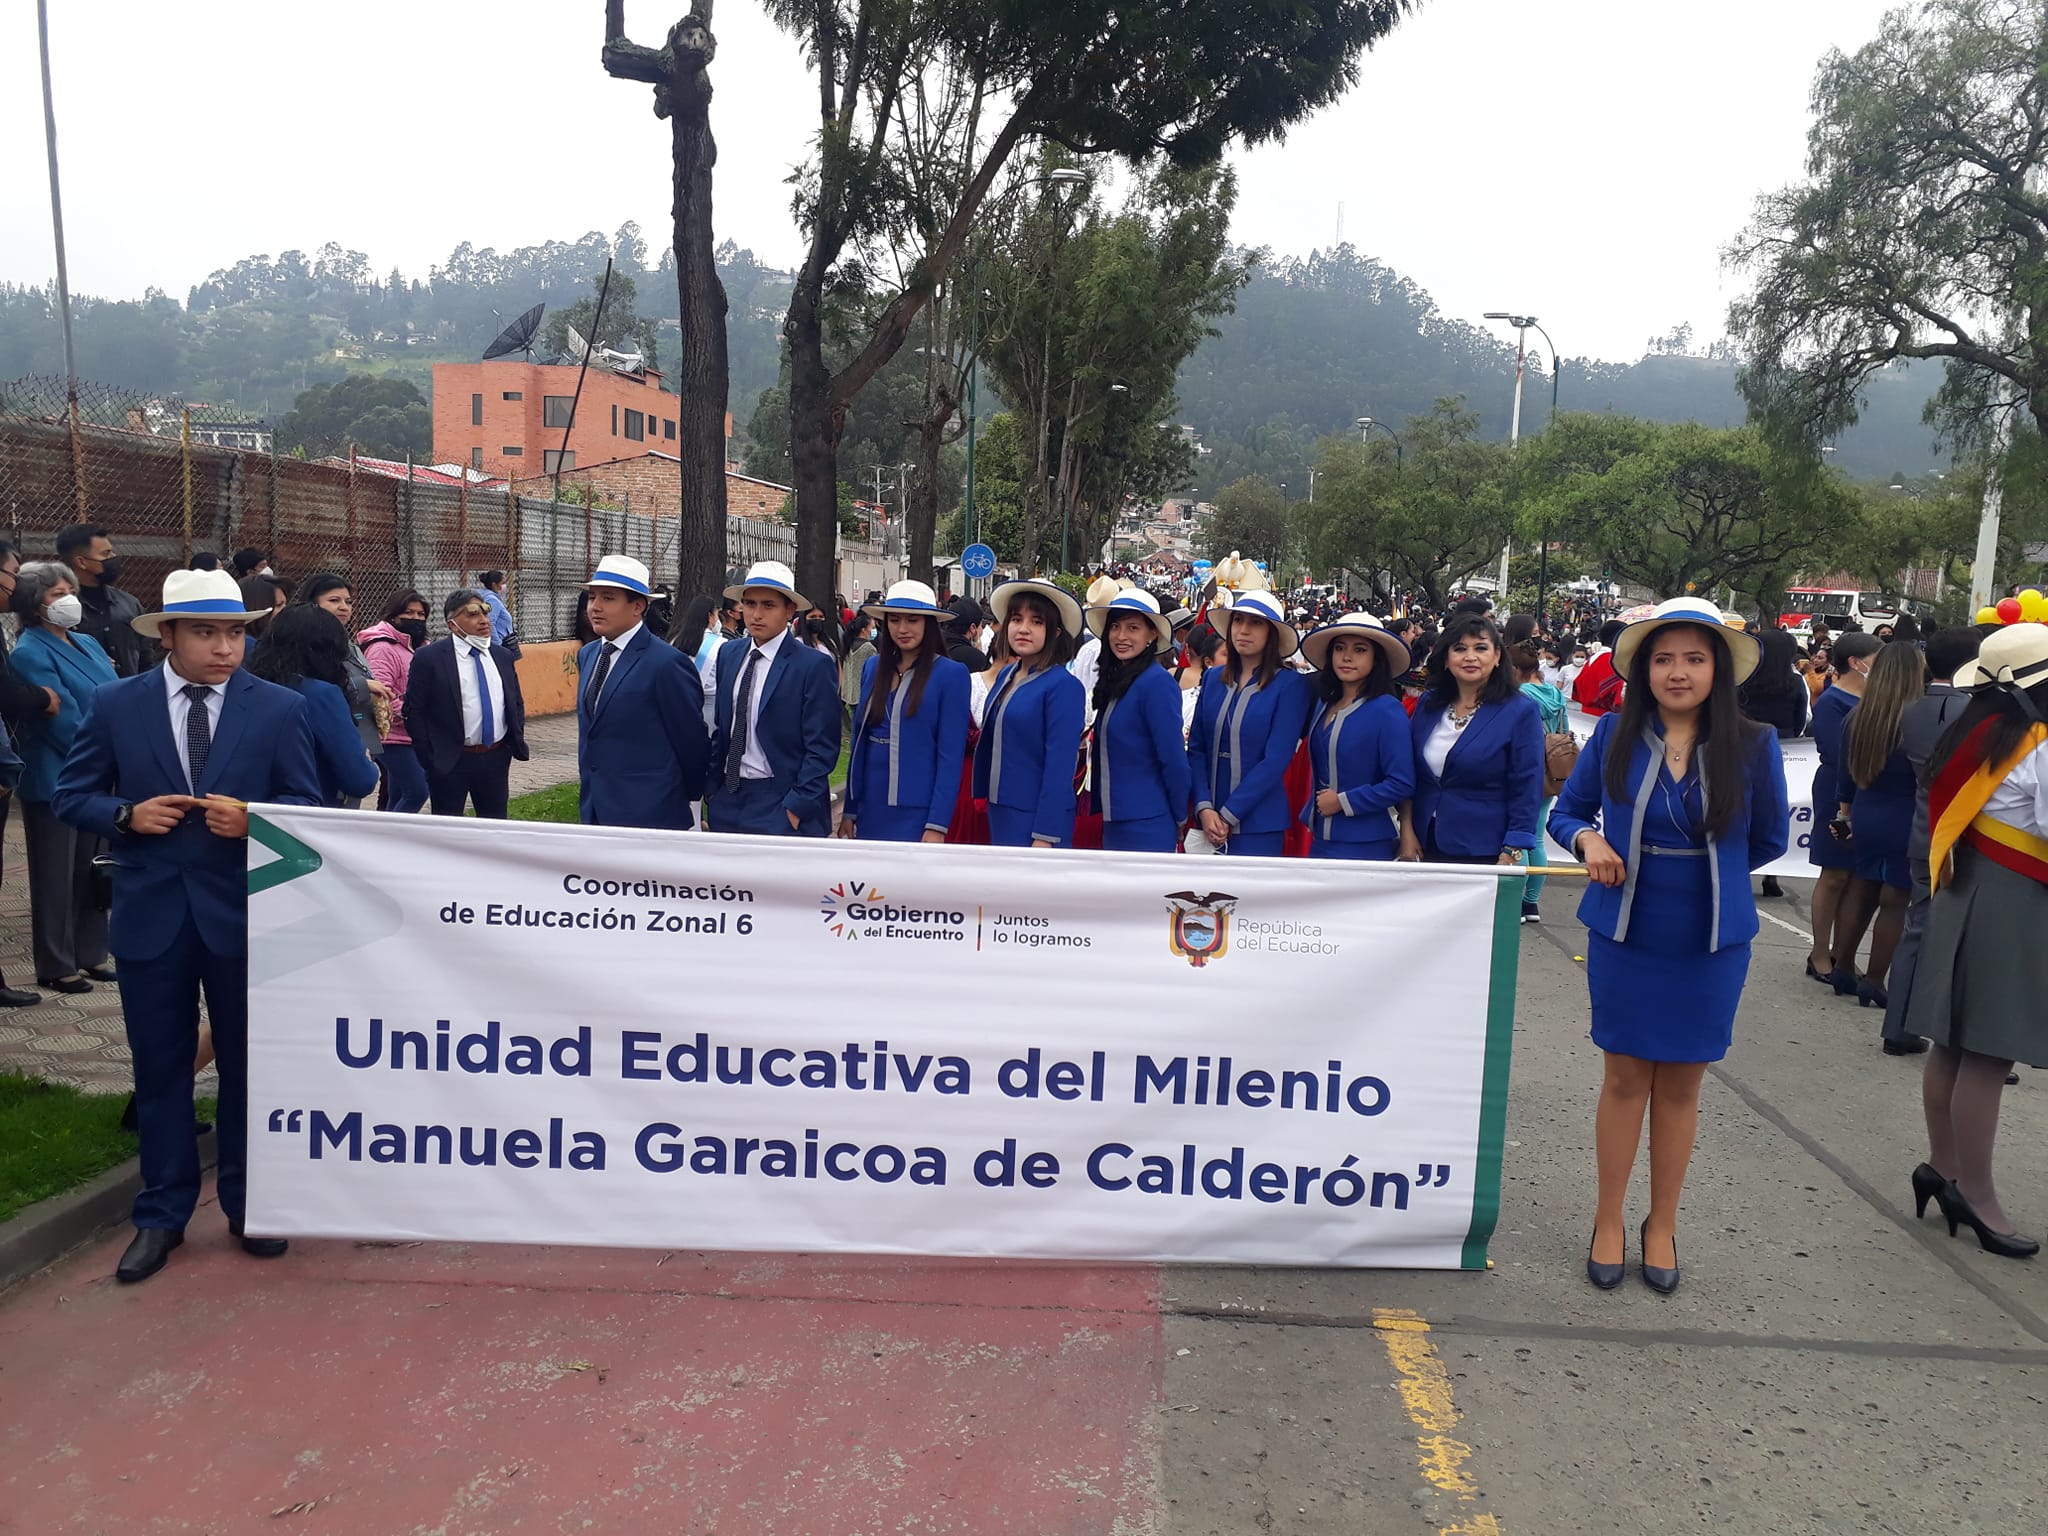 Coordinación
de Educación Zonal 6
Gobierno
del Encuentro
Juntos
lo logramos
República
del Ecuador
Unidad Educativa del Milenio
“Manuela Garaicoa de Calderón”